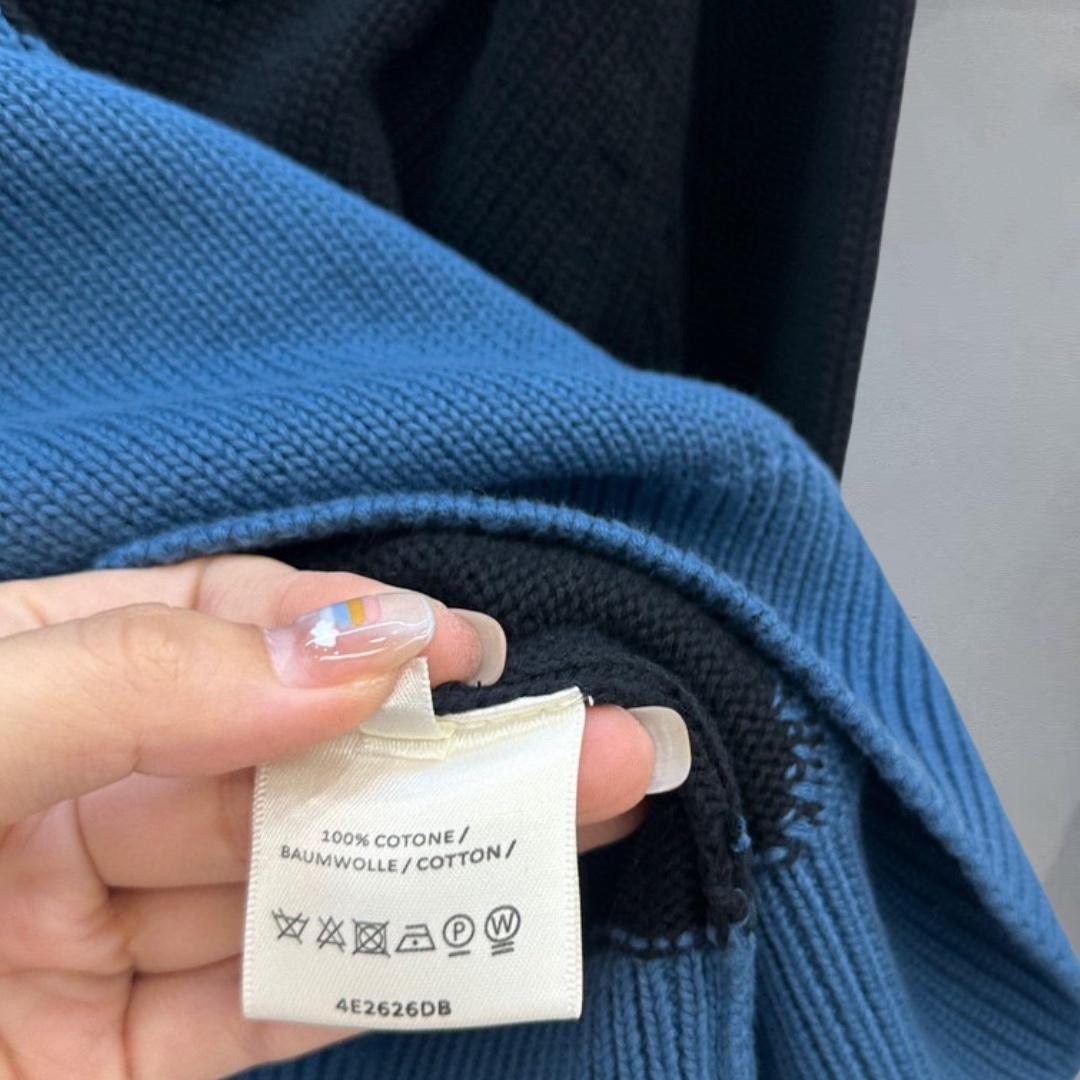 100% COTONE /
BAUMWOLLE / COTTON /
P W
4E2626DB